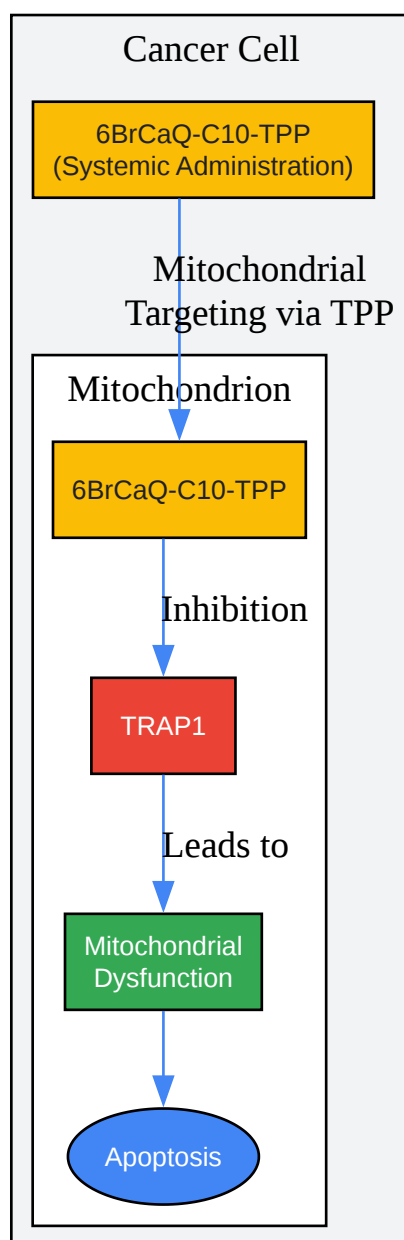 Cancer Cell
6BrCaQ-C10-TPP
(Systemic Administration)
Mitochondrial
Targeting via TPP
Mitochondrion
6BrCaQ-C10-TPP
Inhibition
TRAP1
Leads to
Mitochondrial
Dysfunction
Apoptosis